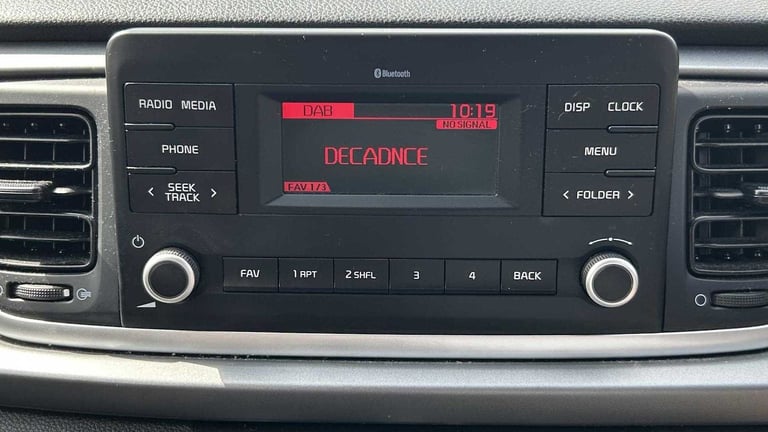 Bluetooth
RADIO MEDIA
PHONE
< SEEK TRACK >
DAB 10:19
NO SIGNAL
DECADNCE
FAV 1/3
DISP CLOCK
MENU
< FOLDER >
FAV 1 RPT 2 SHFL 3 4 BACK